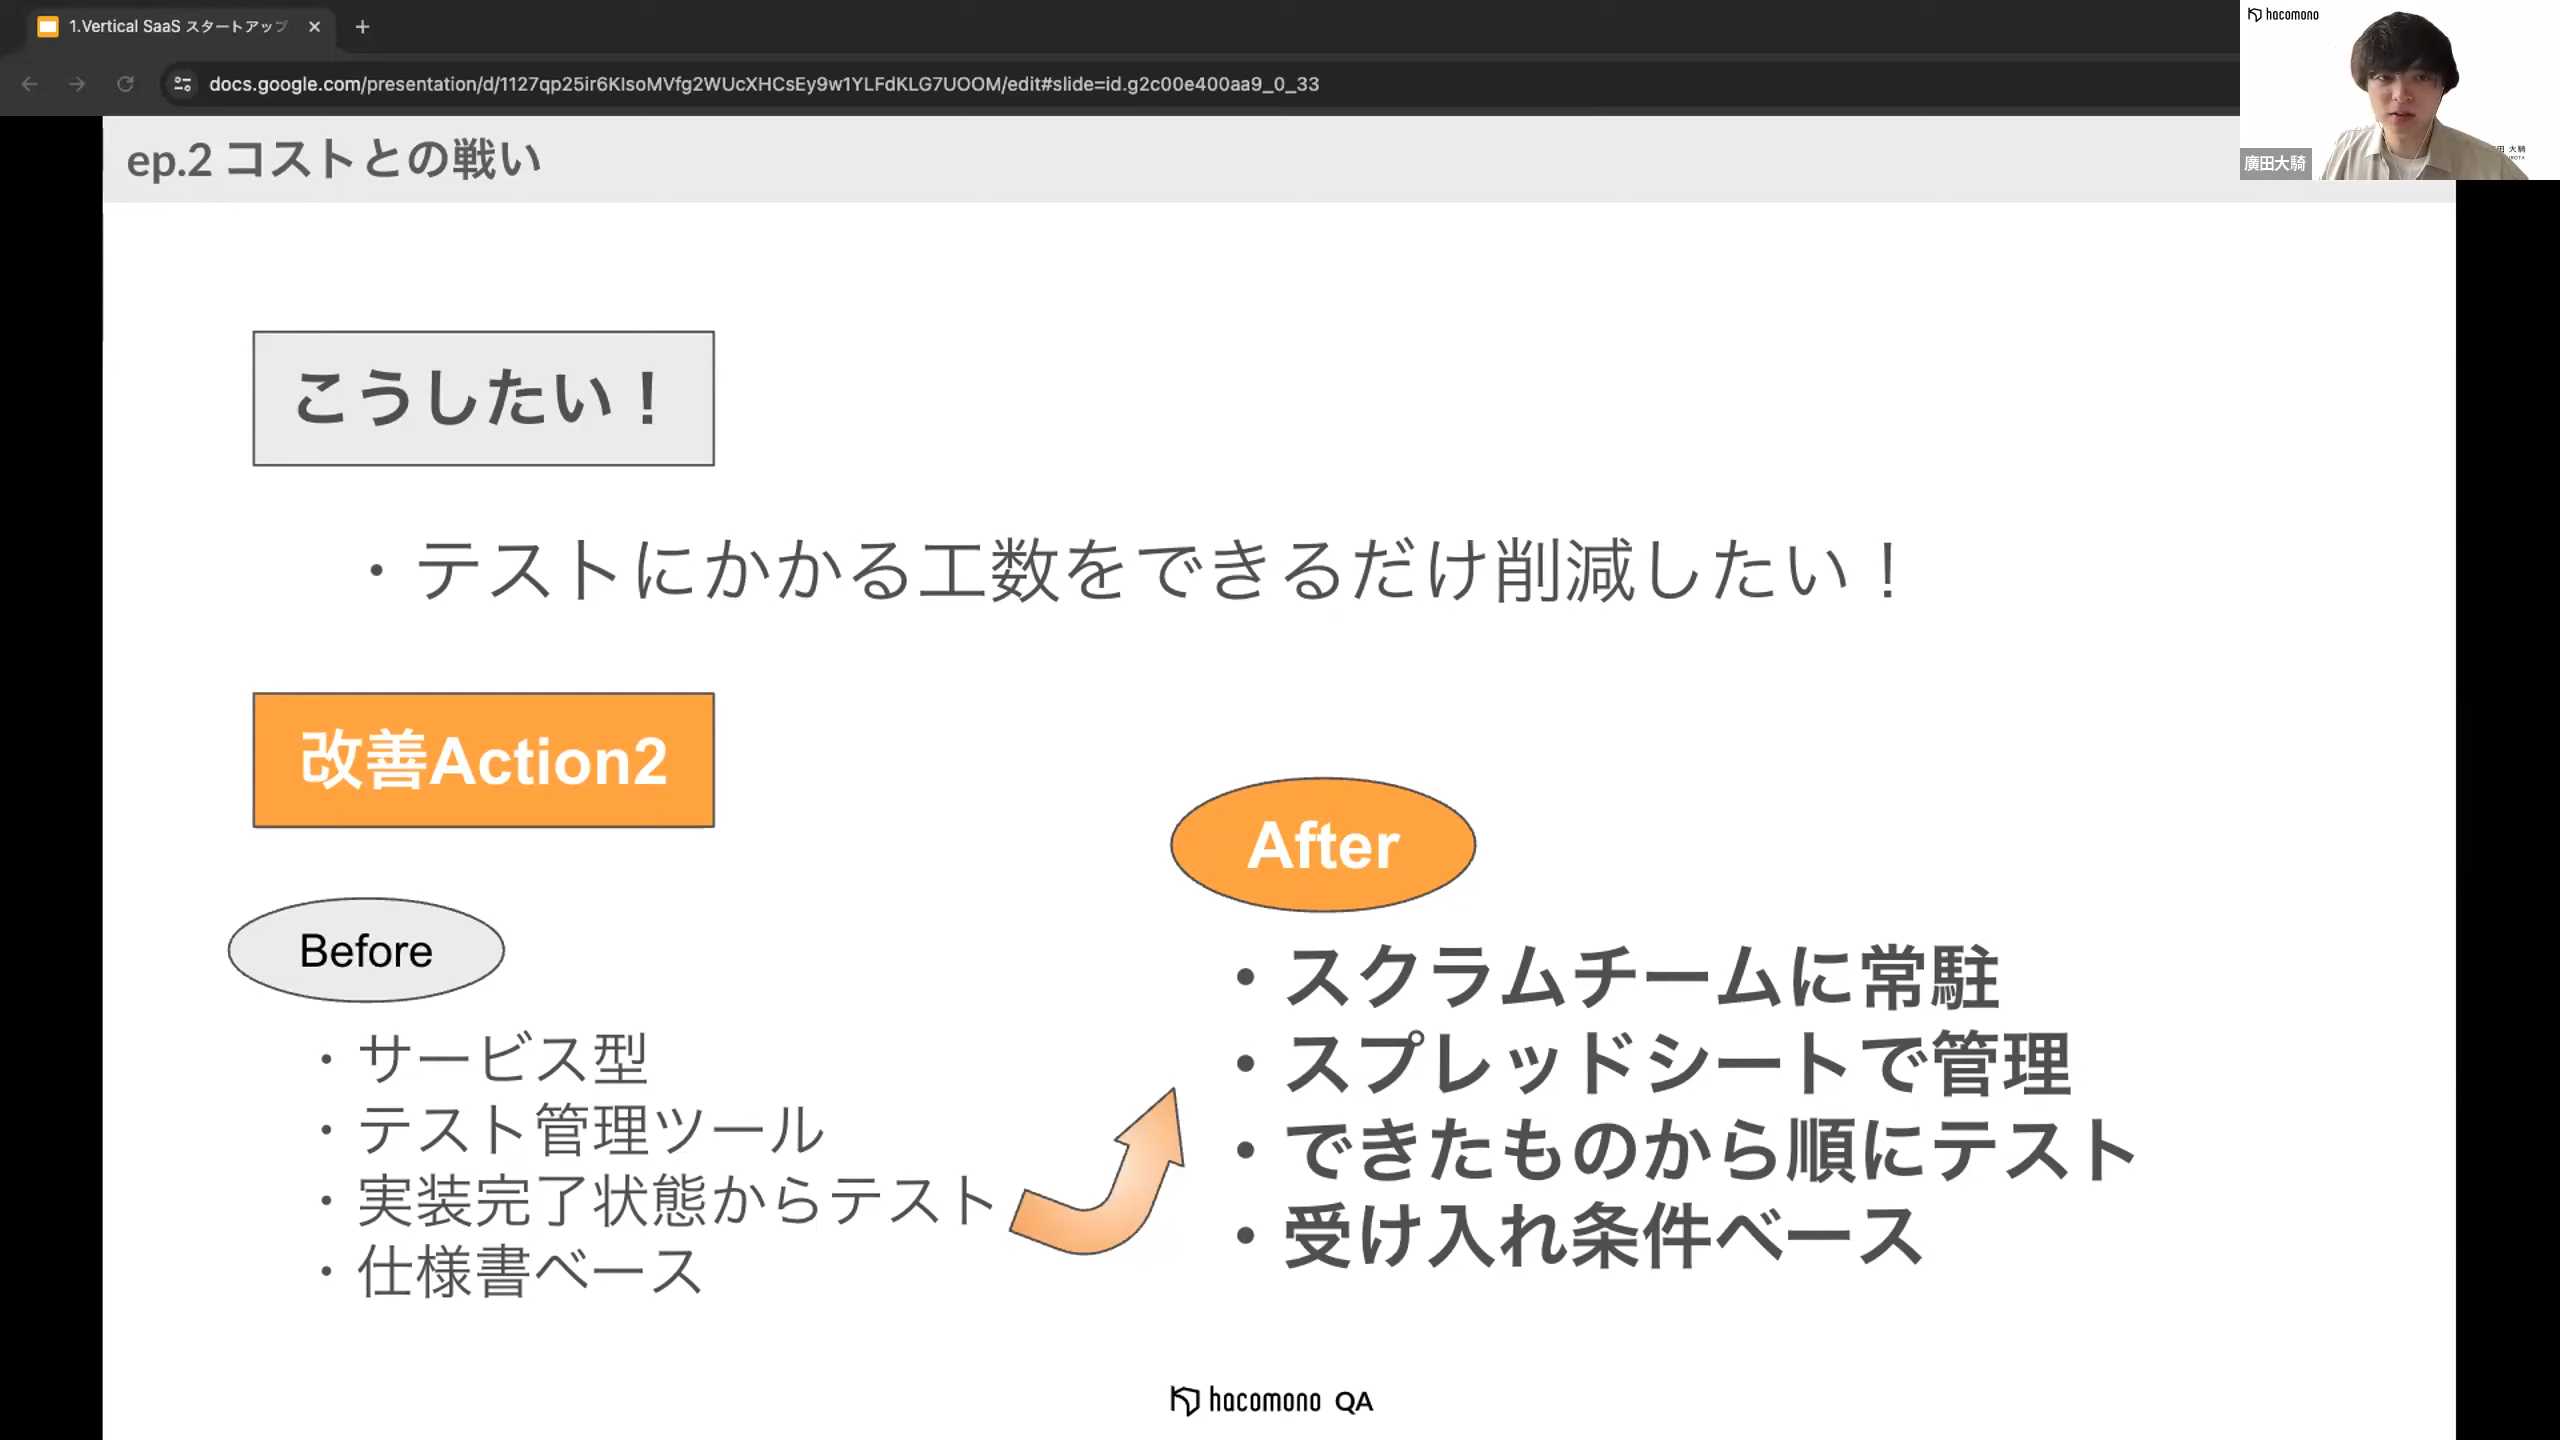 1.Vertical SaaS スタートアップ
docs.google.com/presentation/d/1127qp25ir6KIsoMVfg2WUcXHCsEy9w1YLFdKLG7UOOM/edit#slide=id.g2c00e400aa9_0_33
hacomono
廣田大騎
ep.2 コストとの戦い
こうしたい！
・テストにかかる工数をできるだけ削減したい！
改善Action2
Before
・サービス型
・テスト管理ツール
・実装完了状態からテスト
・仕様書ベース
After
・スクラムチームに常駐
・スプレッドシートで管理
・できたものから順にテスト
・受け入れ条件ベース
hacomono QA